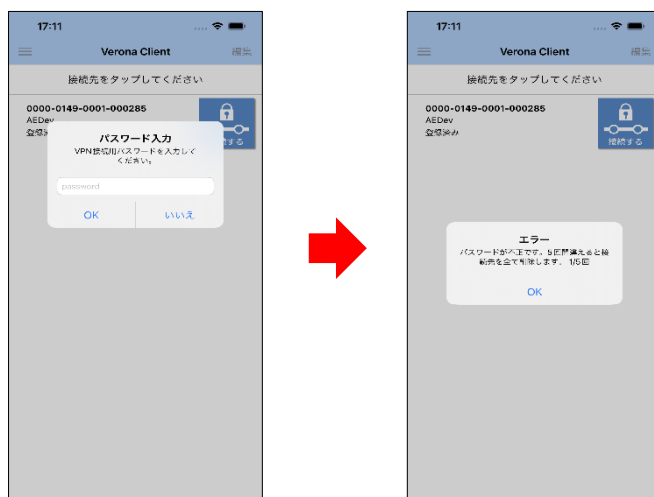 17:11
Verona Client
編集
接続先をタップしてください
0000-0149-0001-000285
AEDev
登録
パスワード入力
VPN接続用パスワードを入力して
ください。
password
OK
いいえ
する
17:11
Verona Client
編集
接続先をタップしてください
0000-0149-0001-000285
AEDev
登録済み
接続する
エラー
パスワードが不正です。5回間違えると接
続先を全て削除します。 1/5回
OK